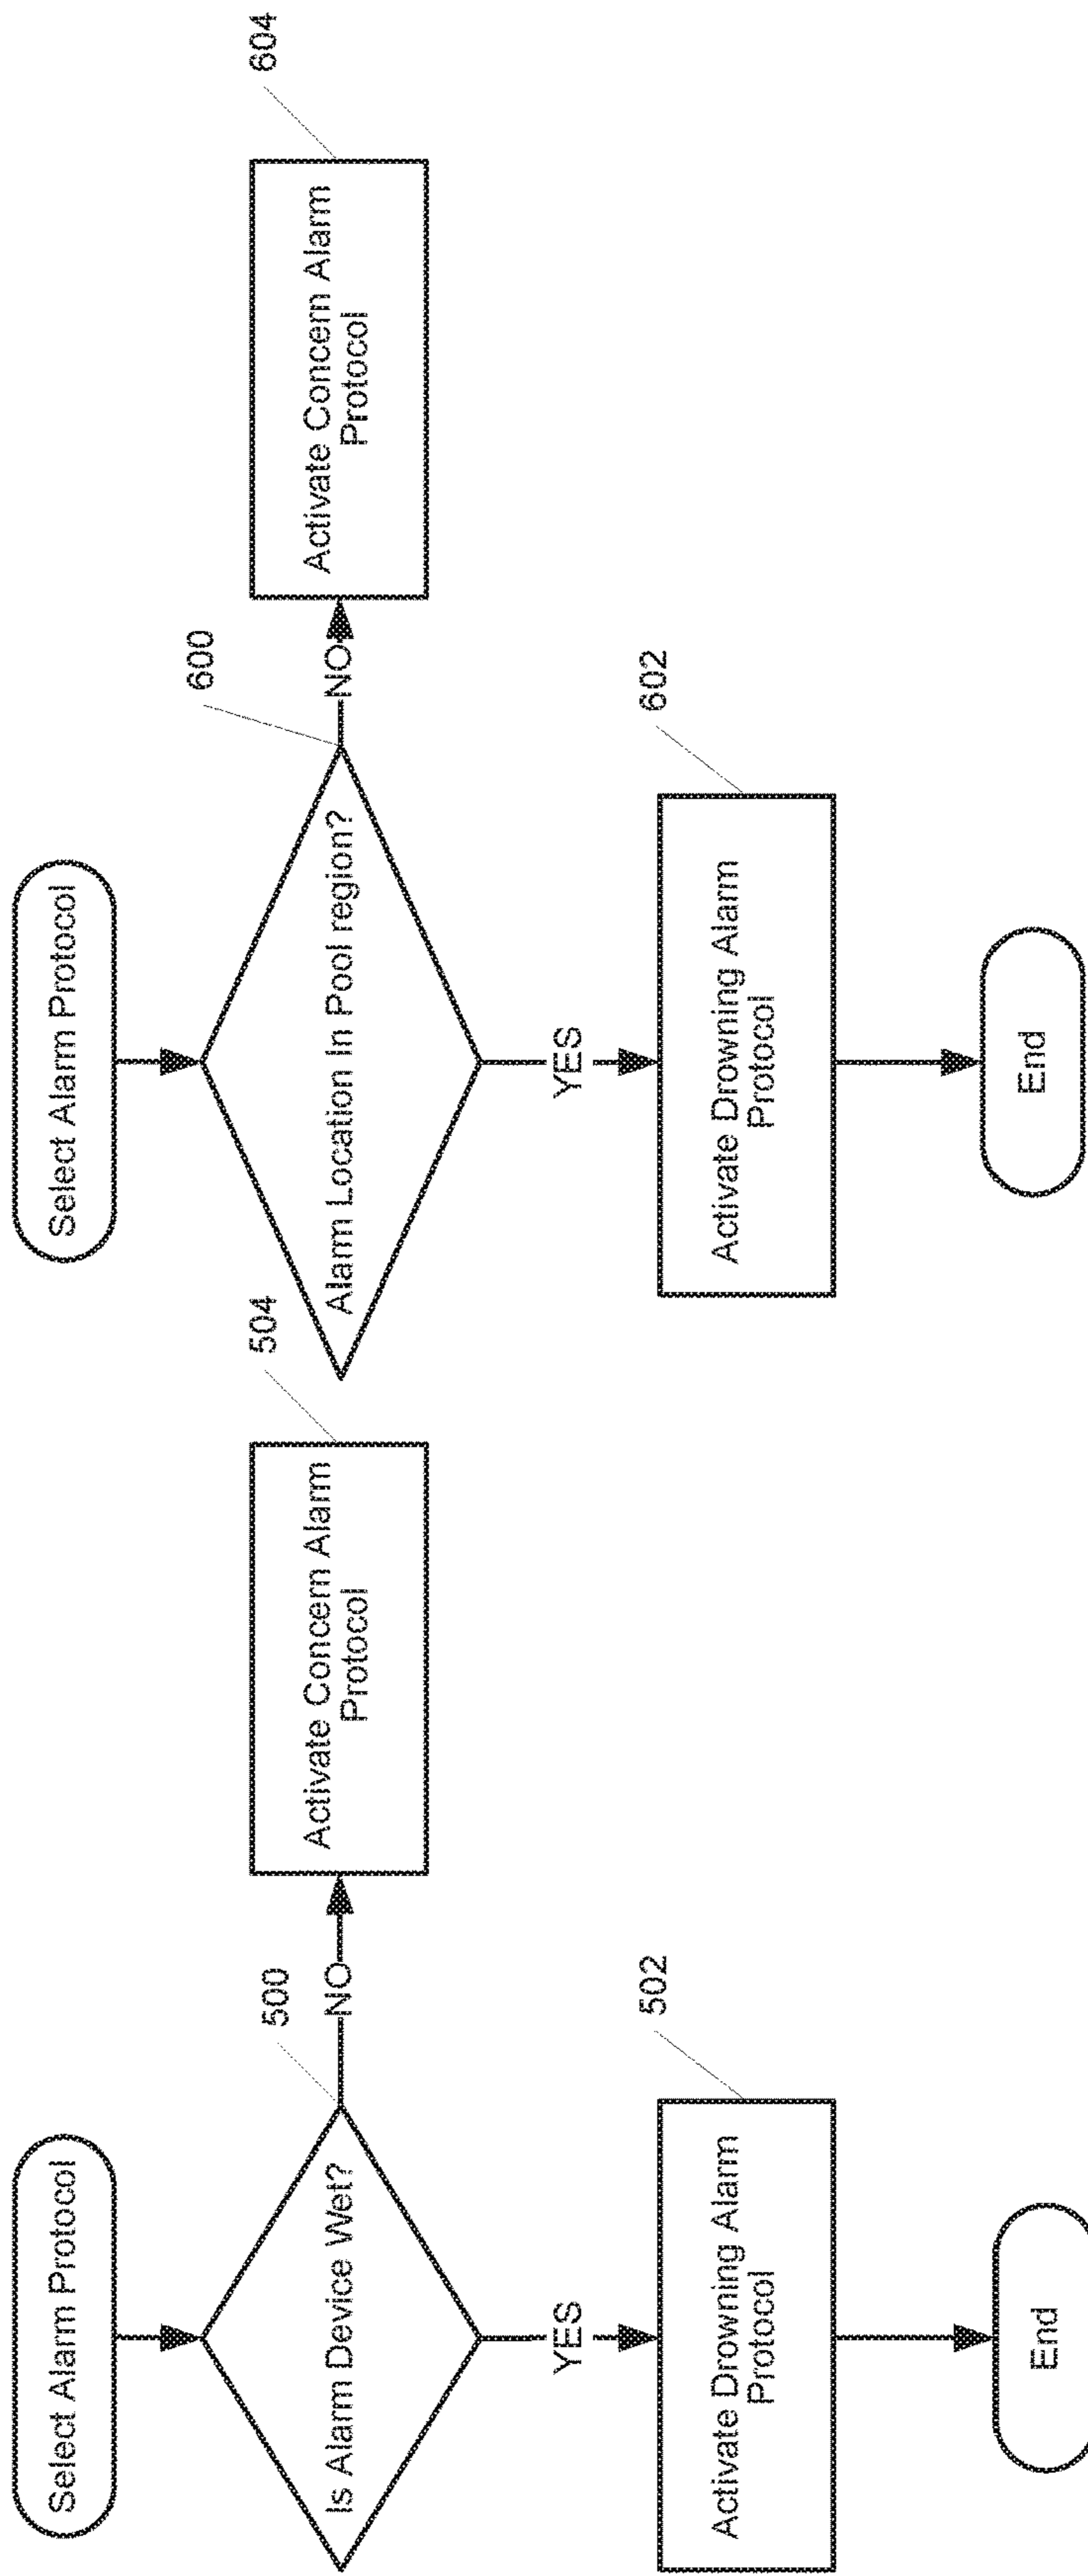 Select Alarm Protocol
500
Is Alarm Device Wet?
NO
504
Activate Concern Alarm
Protocol
YES
502
Activate Drowning Alarm
Protocol
End
Select Alarm Protocol
600
Alarm Location In Pool region?
NO
604
Activate Concern Alarm
Protocol
YES
602
Activate Drowning Alarm
Protocol
End